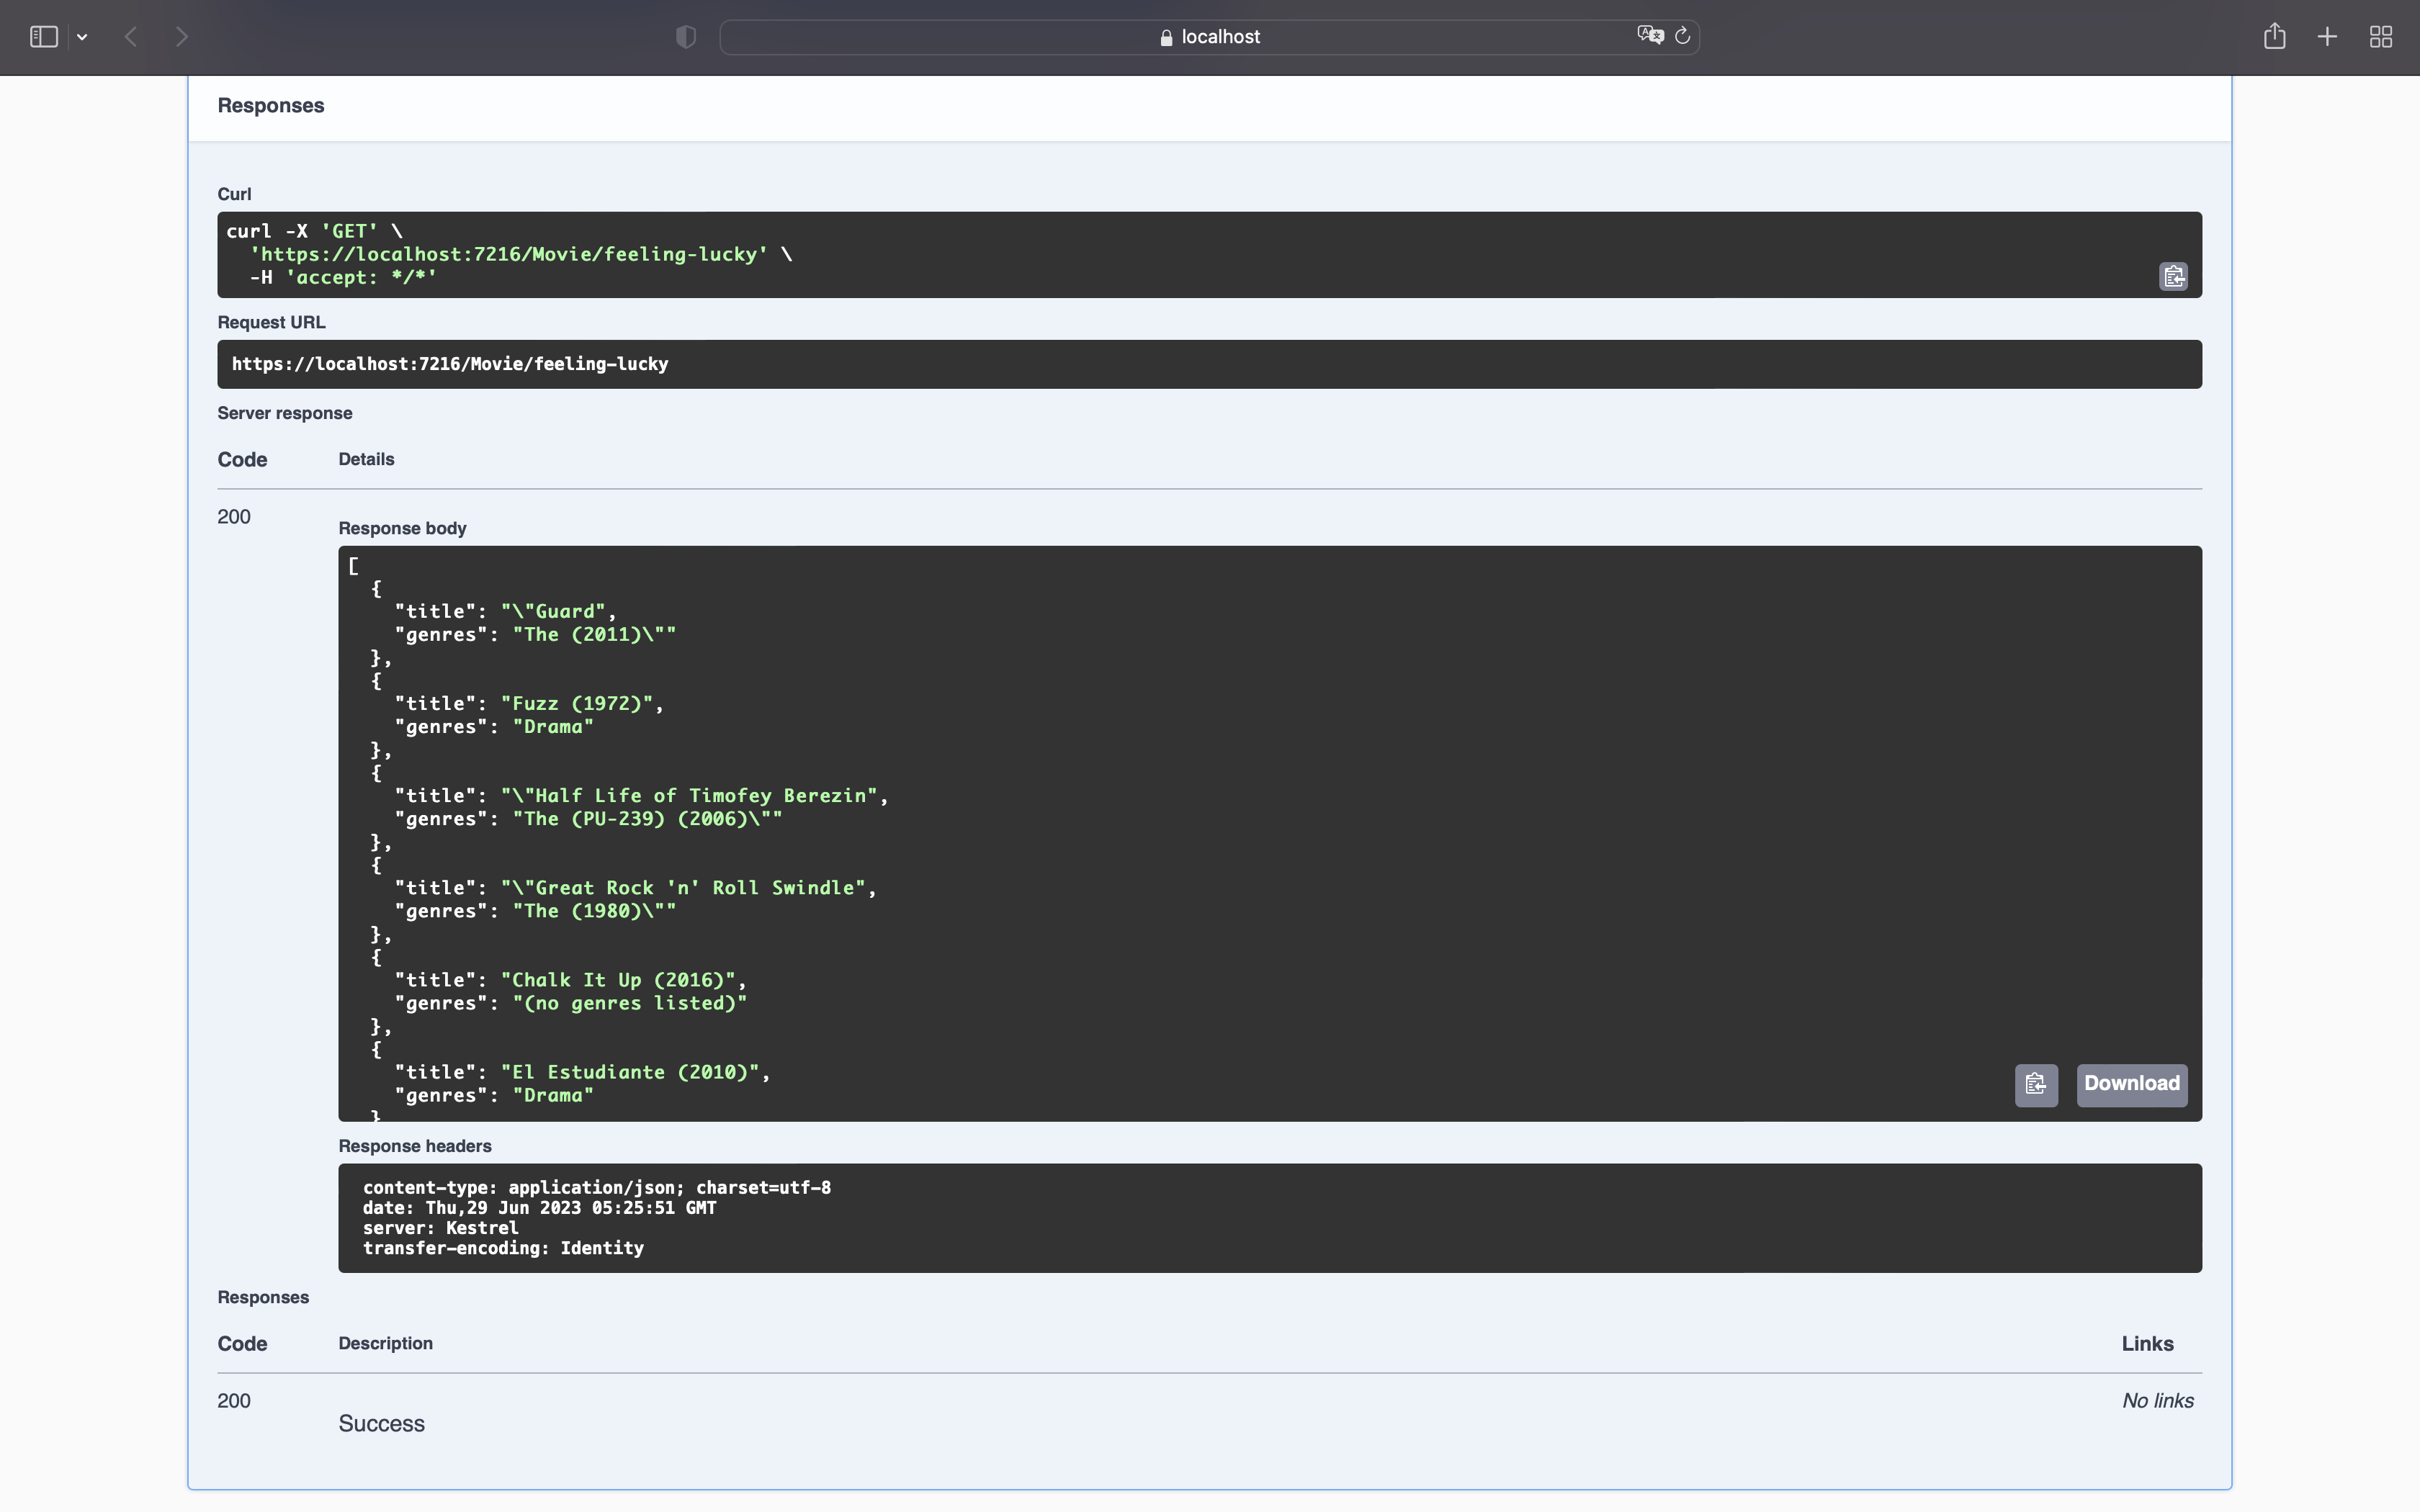 localhost
Responses
Curl
curl -X 'GET' \
  'https://localhost:7216/Movie/feeling-lucky' \
  -H 'accept: */*'
Request URL
https://localhost:7216/Movie/feeling-lucky
Server response
Code Details
200
Response body
[
  {
    "title": "\"Guard",
    "genres": "The (2011)\""
  },
  {
    "title": "Fuzz (1972)",
    "genres": "Drama"
  },
  {
    "title": "\"Half Life of Timofey Berezin",
    "genres": "The (PU-239) (2006)\""
  },
  {
    "title": "\"Great Rock 'n' Roll Swindle",
    "genres": "The (1980)\""
  },
  {
    "title": "Chalk It Up (2016)",
    "genres": "(no genres listed)"
  },
  {
    "title": "El Estudiante (2010)",
    "genres": "Drama"
  }
Download
Response headers
content-type: application/json; charset=utf-8
date: Thu,29 Jun 2023 05:25:51 GMT
server: Kestrel
transfer-encoding: Identity
Responses
Code Description Links
200 No links
Success